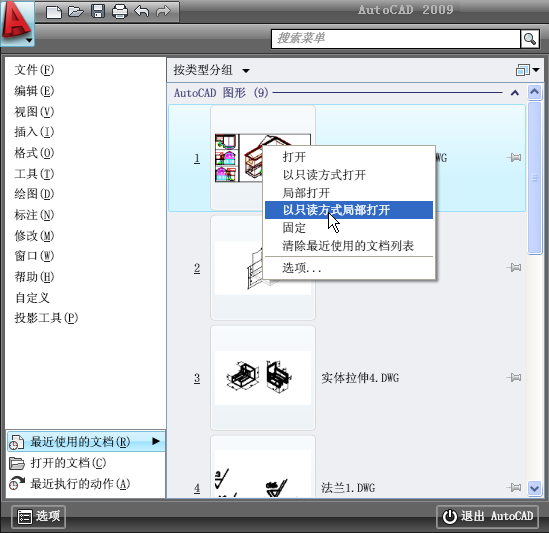 AutoCAD 2009
搜索菜单
文件(F)
编辑(E)
视图(V)
插入(I)
格式(O)
工具(T)
绘图(D)
标注(N)
修改(M)
窗口(W)
帮助(H)
自定义
投影工具(P)
最近使用的文档(R)
打开的文档(C)
最近执行的动作(A)
按类型分组
AutoCAD 图形 (9)
1
WG
打开
以只读方式打开
局部打开
以只读方式局部打开
固定
清除最近使用的文档列表
选项...
2
3
实体拉伸4.DWG
4
法兰1.DWG
选项
退出 AutoCAD